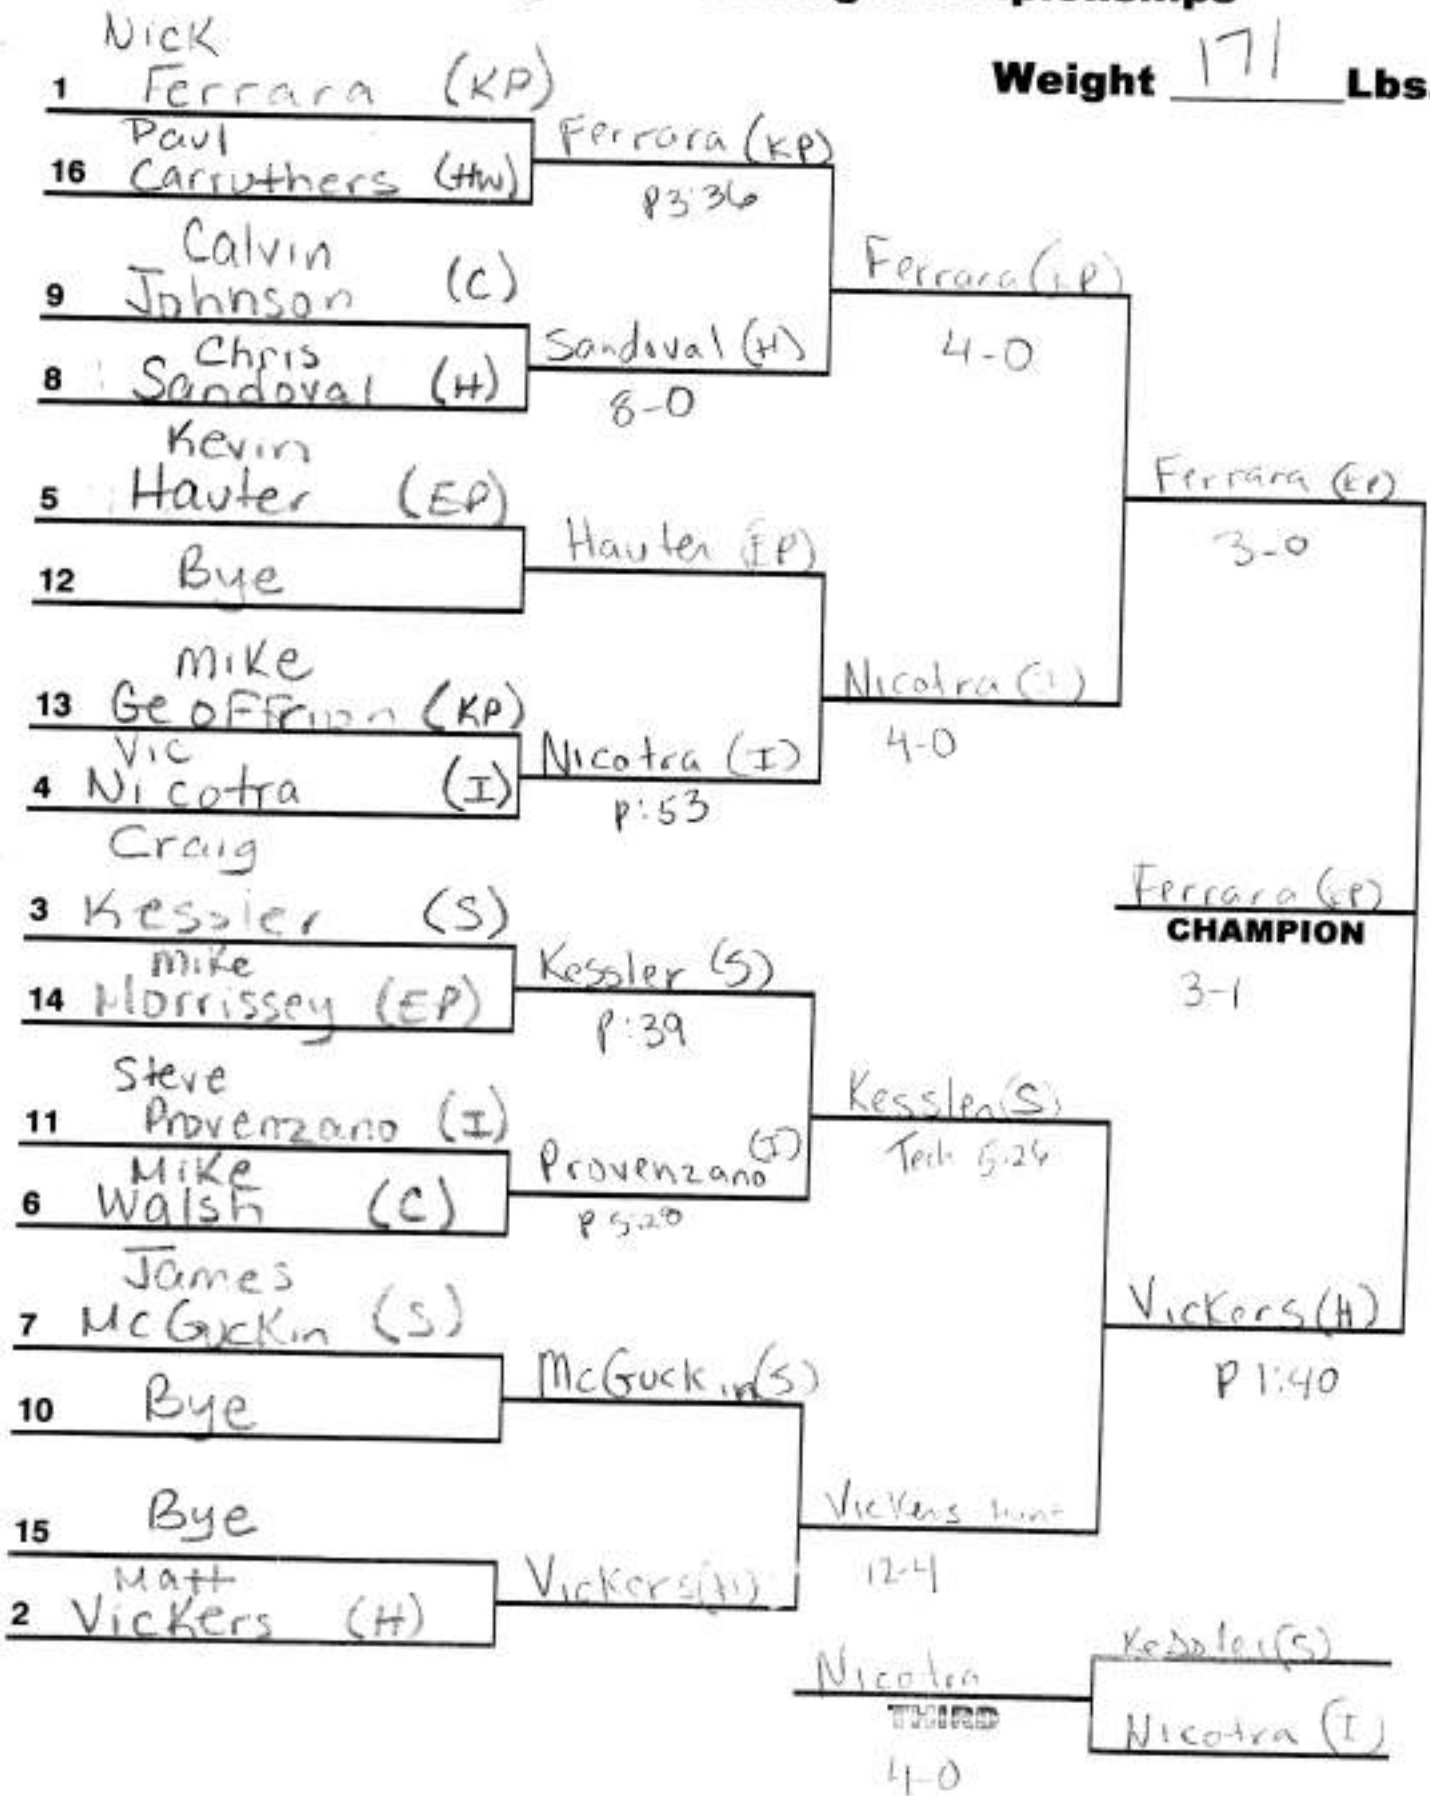 Weight 171 Lbs.
Nick
1 Ferrara (KP)
Paul
16 Carruthers (HW)
Calvin
9 Johnson (C)
Chris
8 Sandoval (H)
Kevin
5 Hauter (EP)
12 Bye
Mike
13 (KP)
Vic
4 Nicotra (I)
Craig
3 Kessler (S)
Mike
14 Morrissey (EP)
Steve
11 Provenzano (I)
Mike
6 Walsh (C)
James
7 McGuckin (S)
10 Bye
15 Bye
Matt
2 Vickers (H)
Ferrara (KP)
P3:36
Sandoval (H)
8-0
Hauter (EP)
Nicotra (I)
P:53
Kessler (S)
P:39
Provenzano (I)
P 5:28
McGuckin (S)
Vickers (H)
Ferrara (KP)
4-0
Nicotra (I)
4-0
Kessler (S)
Tech 5:26
Vickers
12-4
Ferrara (KP)
3-0
Vickers (H)
P 1:40
Ferrara (KP)
CHAMPION
3-1
Kessler (S)
Nicotra (I)
Nicotra
THIRD
4-0